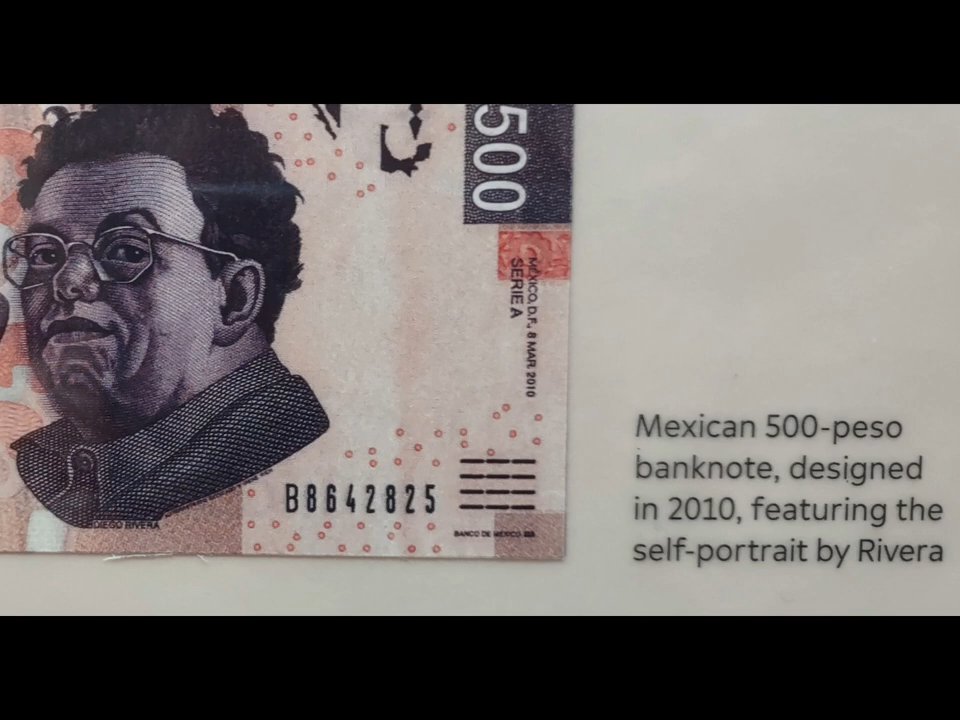 500
MÉXICO, D.F., 8 MAR. 2010
SERIE A
B8642825
DIEGO RIVERA
BANCO DE MÉXICO
Mexican 500-peso
banknote, designed
in 2010, featuring the
self-portrait by Rivera